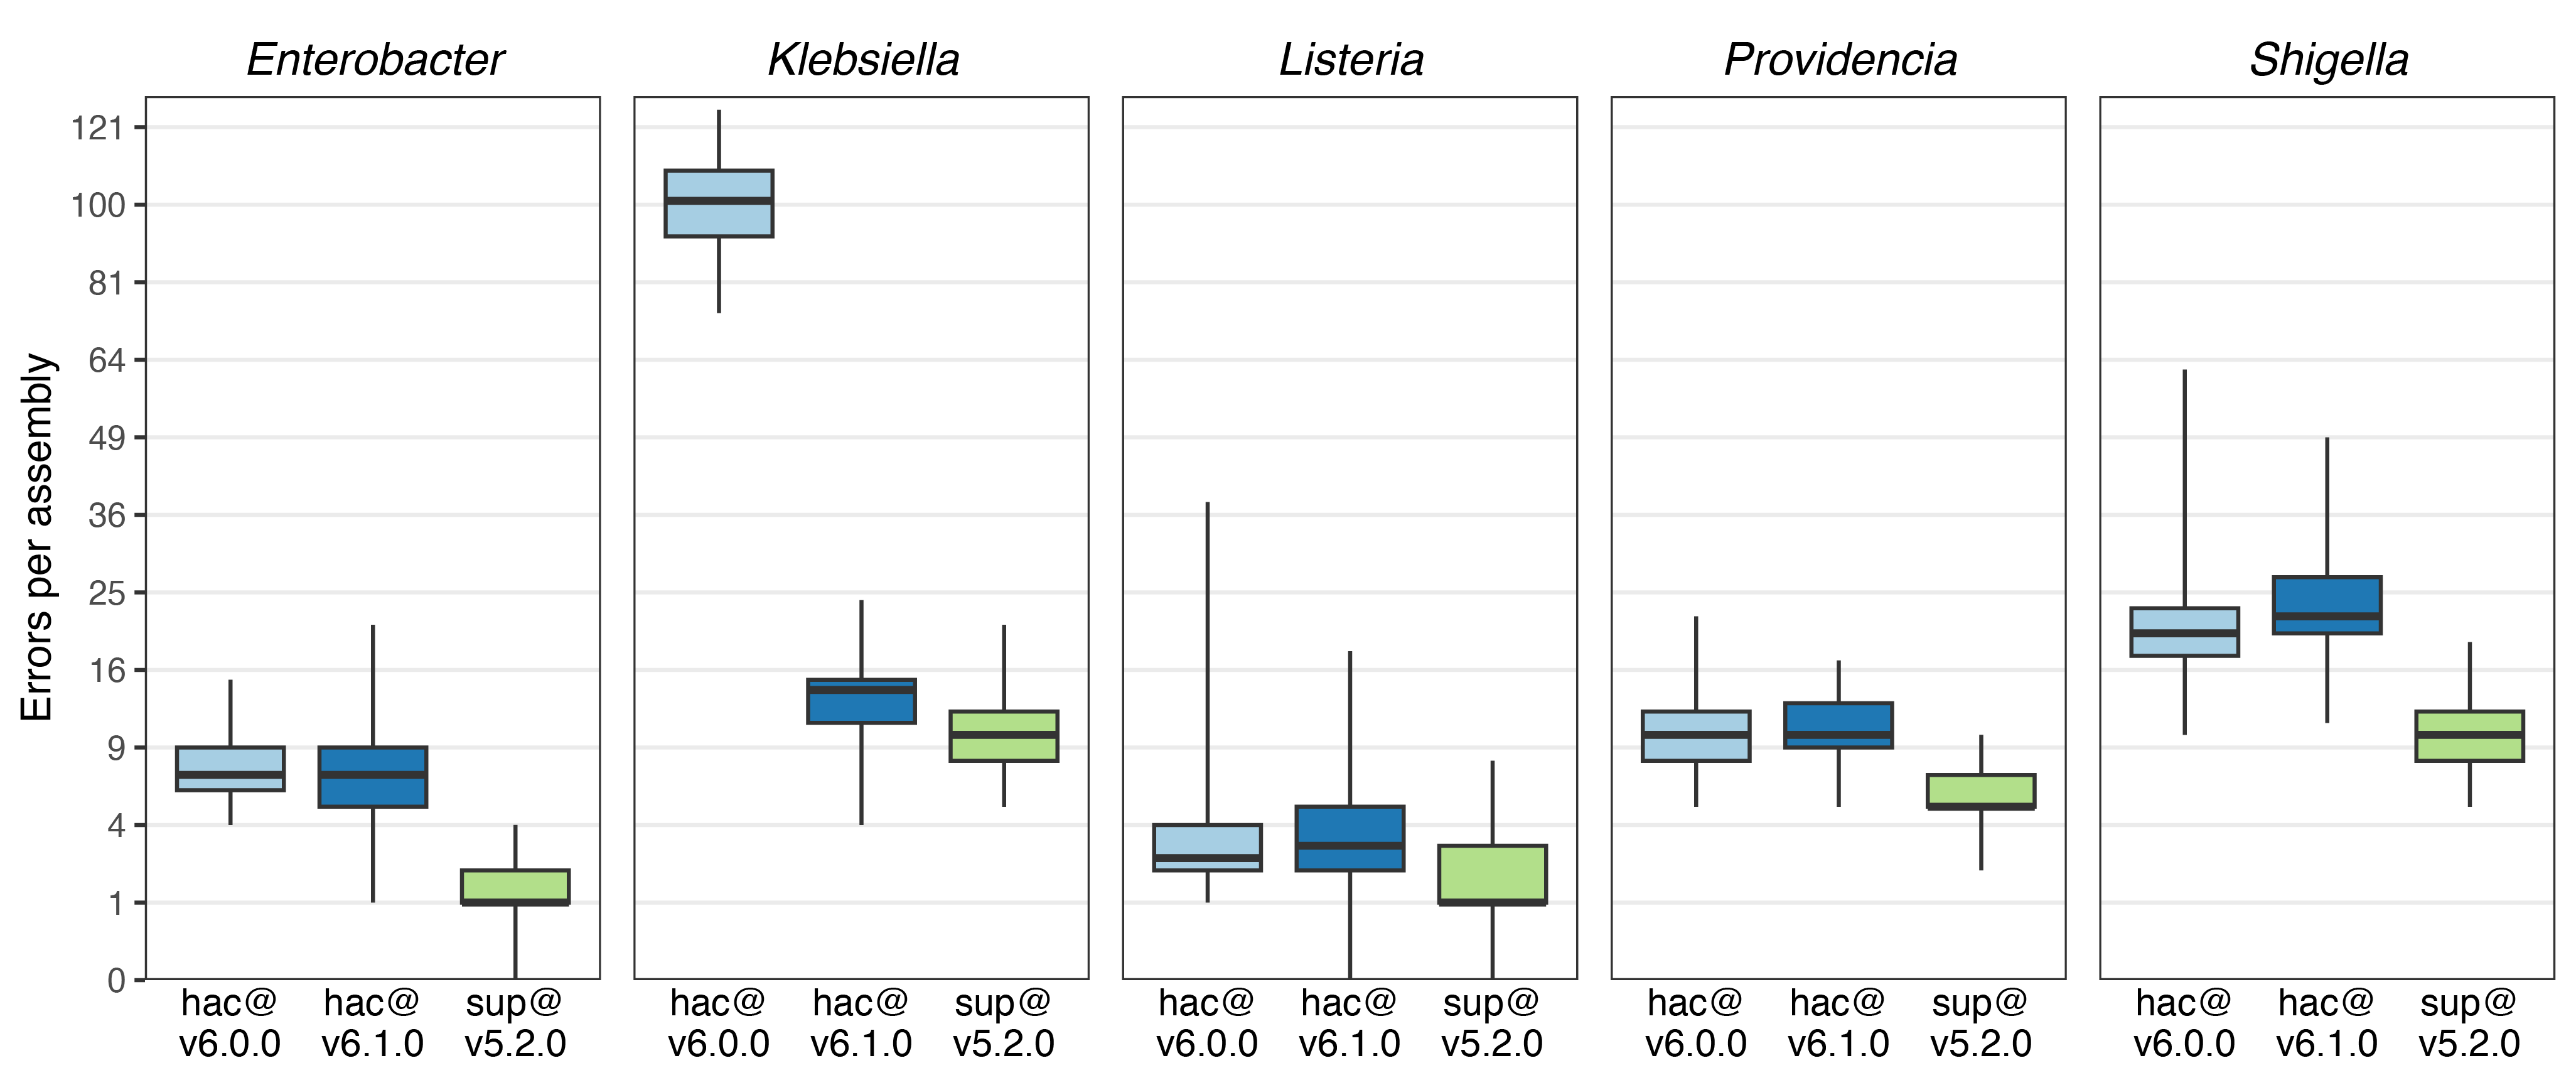 Enterobacter
Klebsiella
Listeria
Providencia
Shigella
Errors per assembly
121
100
81
64
49
36
25
16
9
4
1
0
hac@
v6.0.0
hac@
v6.1.0
sup@
v5.2.0
hac@
v6.0.0
hac@
v6.1.0
sup@
v5.2.0
hac@
v6.0.0
hac@
v6.1.0
sup@
v5.2.0
hac@
v6.0.0
hac@
v6.1.0
sup@
v5.2.0
hac@
v6.0.0
hac@
v6.1.0
sup@
v5.2.0